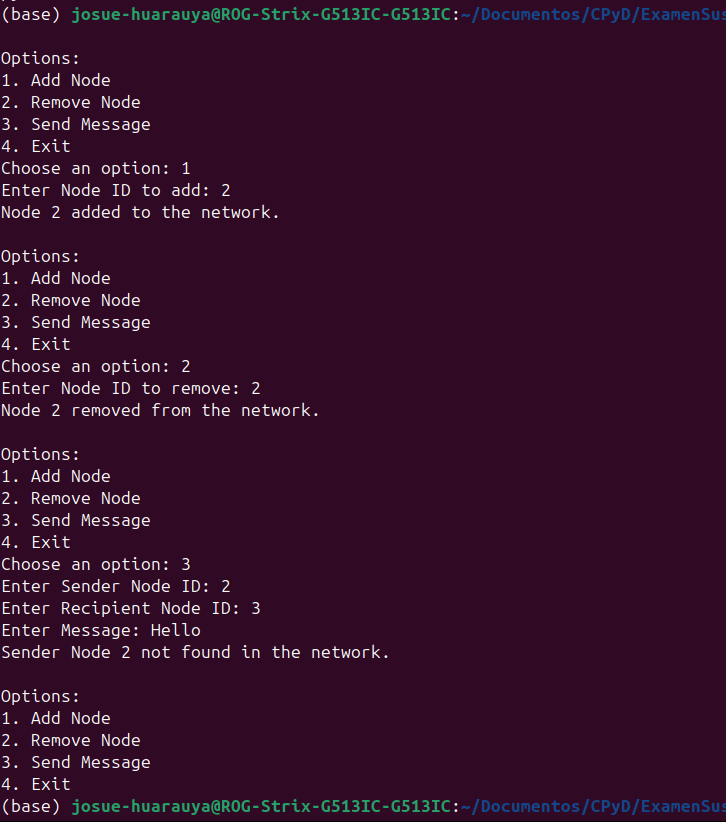 (base) josue-huarauya@ROG-Strix-G513IC-G513IC:~/Documentos/CPyD/ExamenSus

Options:
1. Add Node
2. Remove Node
3. Send Message
4. Exit
Choose an option: 1
Enter Node ID to add: 2
Node 2 added to the network.

Options:
1. Add Node
2. Remove Node
3. Send Message
4. Exit
Choose an option: 2
Enter Node ID to remove: 2
Node 2 removed from the network.

Options:
1. Add Node
2. Remove Node
3. Send Message
4. Exit
Choose an option: 3
Enter Sender Node ID: 2
Enter Recipient Node ID: 3
Enter Message: Hello
Sender Node 2 not found in the network.

Options:
1. Add Node
2. Remove Node
3. Send Message
4. Exit
(base) josue-huarauya@ROG-Strix-G513IC-G513IC:~/Documentos/CPyD/ExamenSus